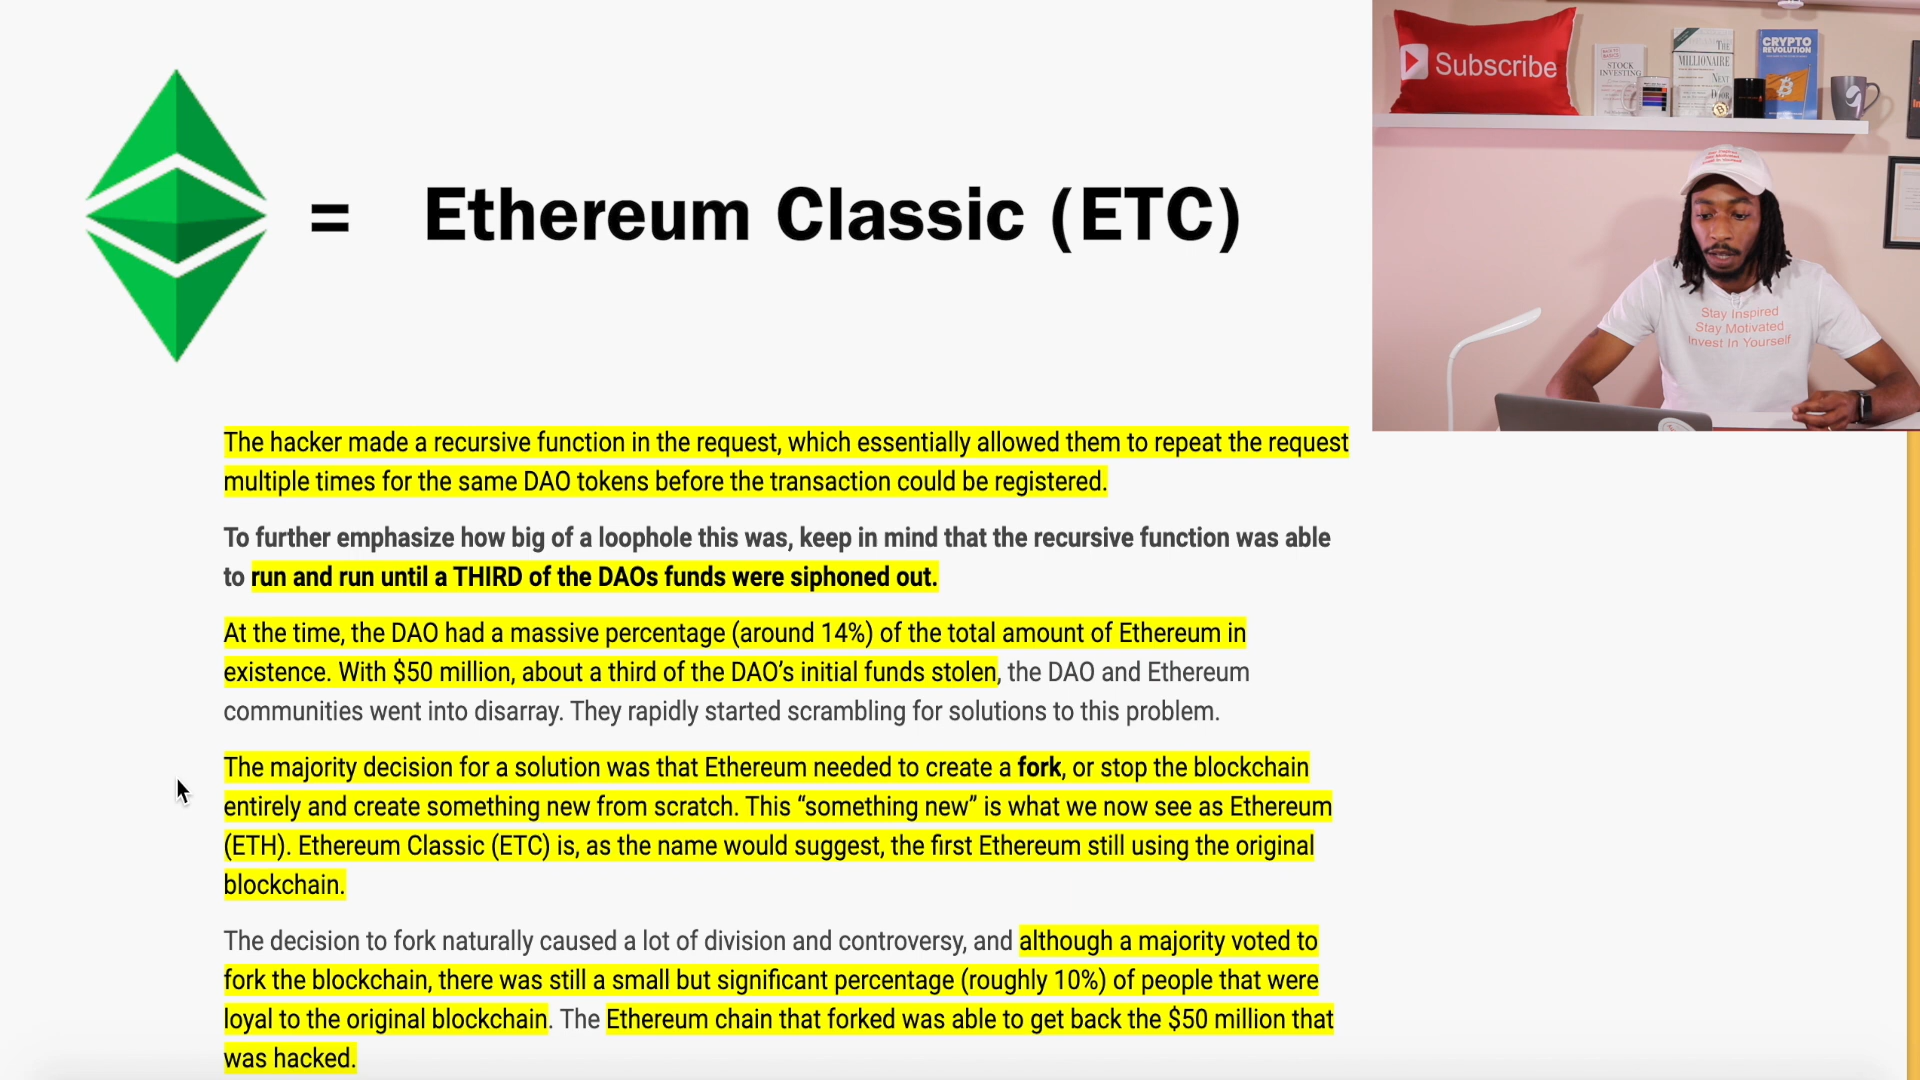 = Ethereum Classic (ETC)
The hacker made a recursive function in the request, which essentially allowed them to repeat the request
multiple times for the same DAO tokens before the transaction could be registered.
To further emphasize how big of a loophole this was, keep in mind that the recursive function was able
to run and run until a THIRD of the DAOs funds were siphoned out.
At the time, the DAO had a massive percentage (around 14%) of the total amount of Ethereum in
existence. With $50 million, about a third of the DAO’s initial funds stolen, the DAO and Ethereum
communities went into disarray. They rapidly started scrambling for solutions to this problem.
The majority decision for a solution was that Ethereum needed to create a fork, or stop the blockchain
entirely and create something new from scratch. This “something new” is what we now see as Ethereum
(ETH). Ethereum Classic (ETC) is, as the name would suggest, the first Ethereum still using the original
blockchain.
The decision to fork naturally caused a lot of division and controversy, and although a majority voted to
fork the blockchain, there was still a small but significant percentage (roughly 10%) of people that were
loyal to the original blockchain. The Ethereum chain that forked was able to get back the $50 million that
was hacked.
Subscribe
STOCK
INVESTING
THE
MILLIONAIRE
NEXT
DOOR
CRYPTO
REVOLUTION
Stay Inspired
Stay Motivated
Invest In Yourself